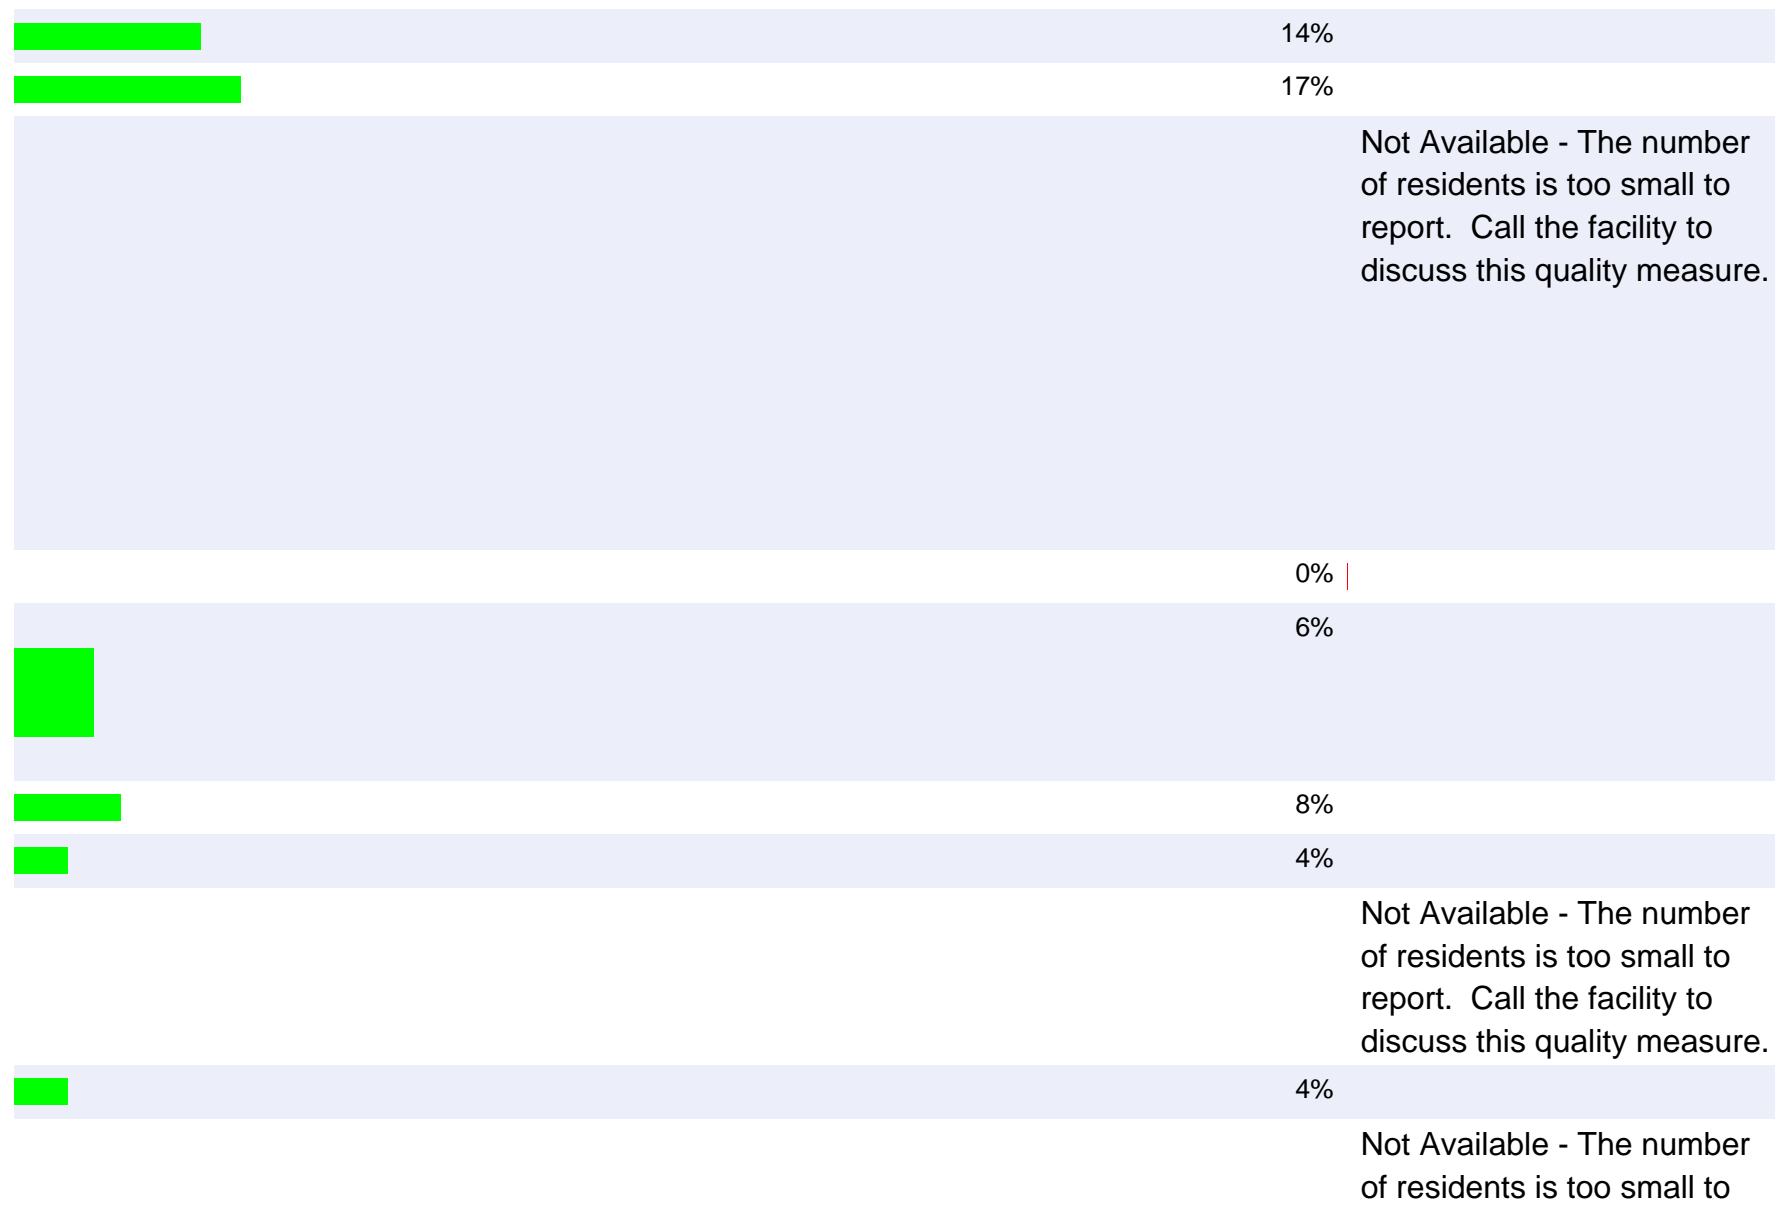 14%
17%
Not Available - The number
of residents is too small to
report.  Call the facility to
discuss this quality measure.
0%
6%
8%
4%
Not Available - The number
of residents is too small to
report.  Call the facility to
discuss this quality measure.
4%
Not Available - The number
of residents is too small to